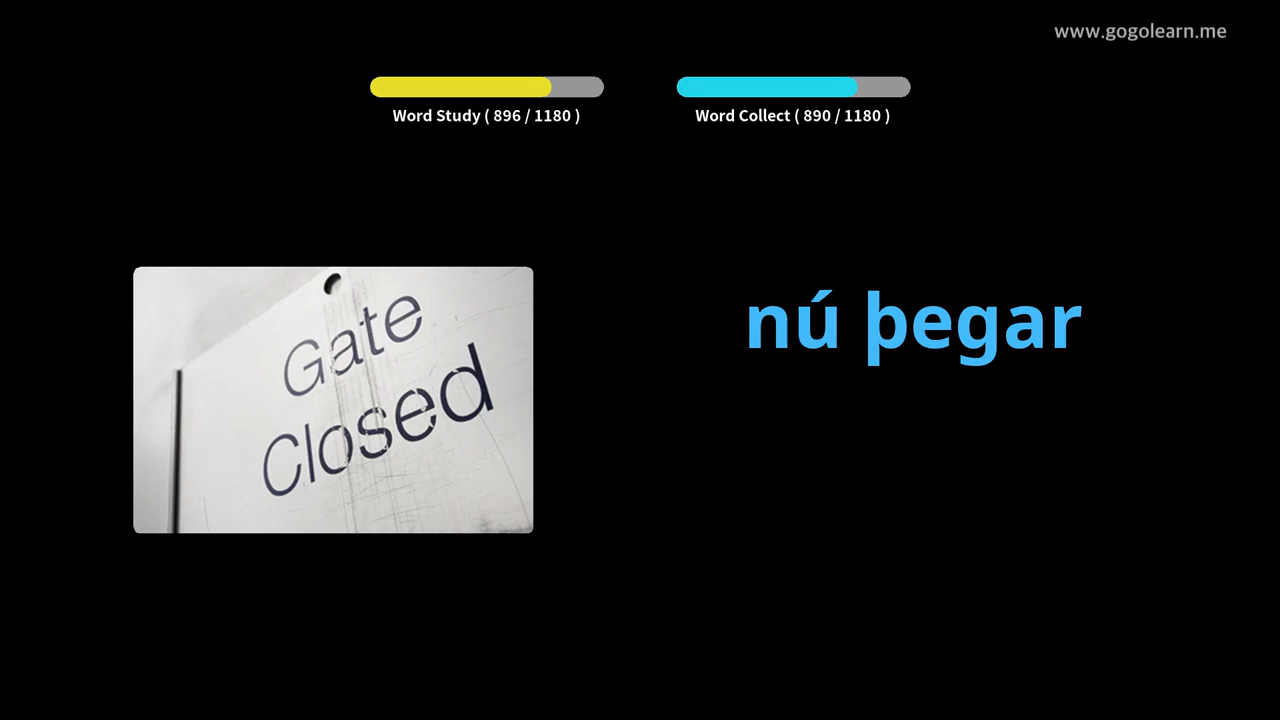 www.gogolearn.me
Word Study ( 896 / 1180 )
Word Collect ( 890 / 1180 )
Gate
Closed
nú þegar